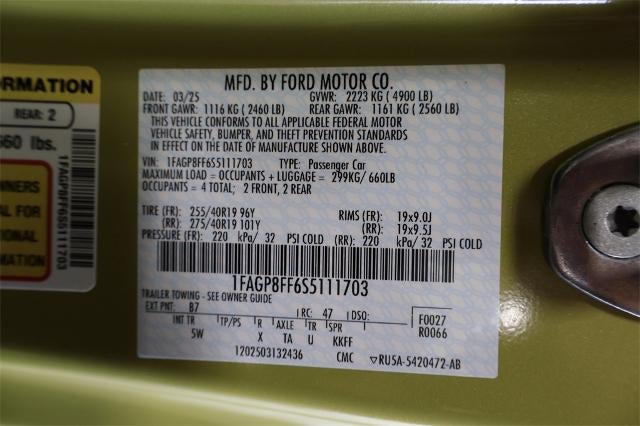 ORMATION
REAR: 2
660 lbs.
WNERS
AL FOR
TIONAL
MATION
1FAGP8FF6S5111703
MFD. BY FORD MOTOR CO.
DATE: 03/25 GVWR: 2223 KG ( 4900 LB)
FRONT GAWR: 1116 KG ( 2460 LB) REAR GAWR: 1161 KG ( 2560 LB)
THIS VEHICLE CONFORMS TO ALL APPLICABLE FEDERAL MOTOR
VEHICLE SAFETY, BUMPER, AND THEFT PREVENTION STANDARDS
IN EFFECT ON THE DATE OF MANUFACTURE SHOWN ABOVE.
VIN: 1FAGP8FF6S5111703 TYPE: Passenger Car
MAXIMUM LOAD = OCCUPANTS + LUGGAGE = 299KG/ 660LB
OCCUPANTS = 4 TOTAL; 2 FRONT, 2 REAR
TIRE (FR): 255/40R19 96Y RIMS (FR): 19x9.0J
(RR): 275/40R19 101Y (RR): 19x9.5J
PRESSURE (FR): 220 kPa/ 32 PSI COLD (RR): 220 kPa/ 32 PSI COLD
1FAGP8FF6S5111703
TRAILER TOWING - SEE OWNER GUIDE
EXT PNT: B7 RC: 47 DSO: F0027
INT TR TP/PS R AXLE TR SPR R0066
5W X TA U KKFF
1202503132436 CMC ▽RU5A-5420472-AB